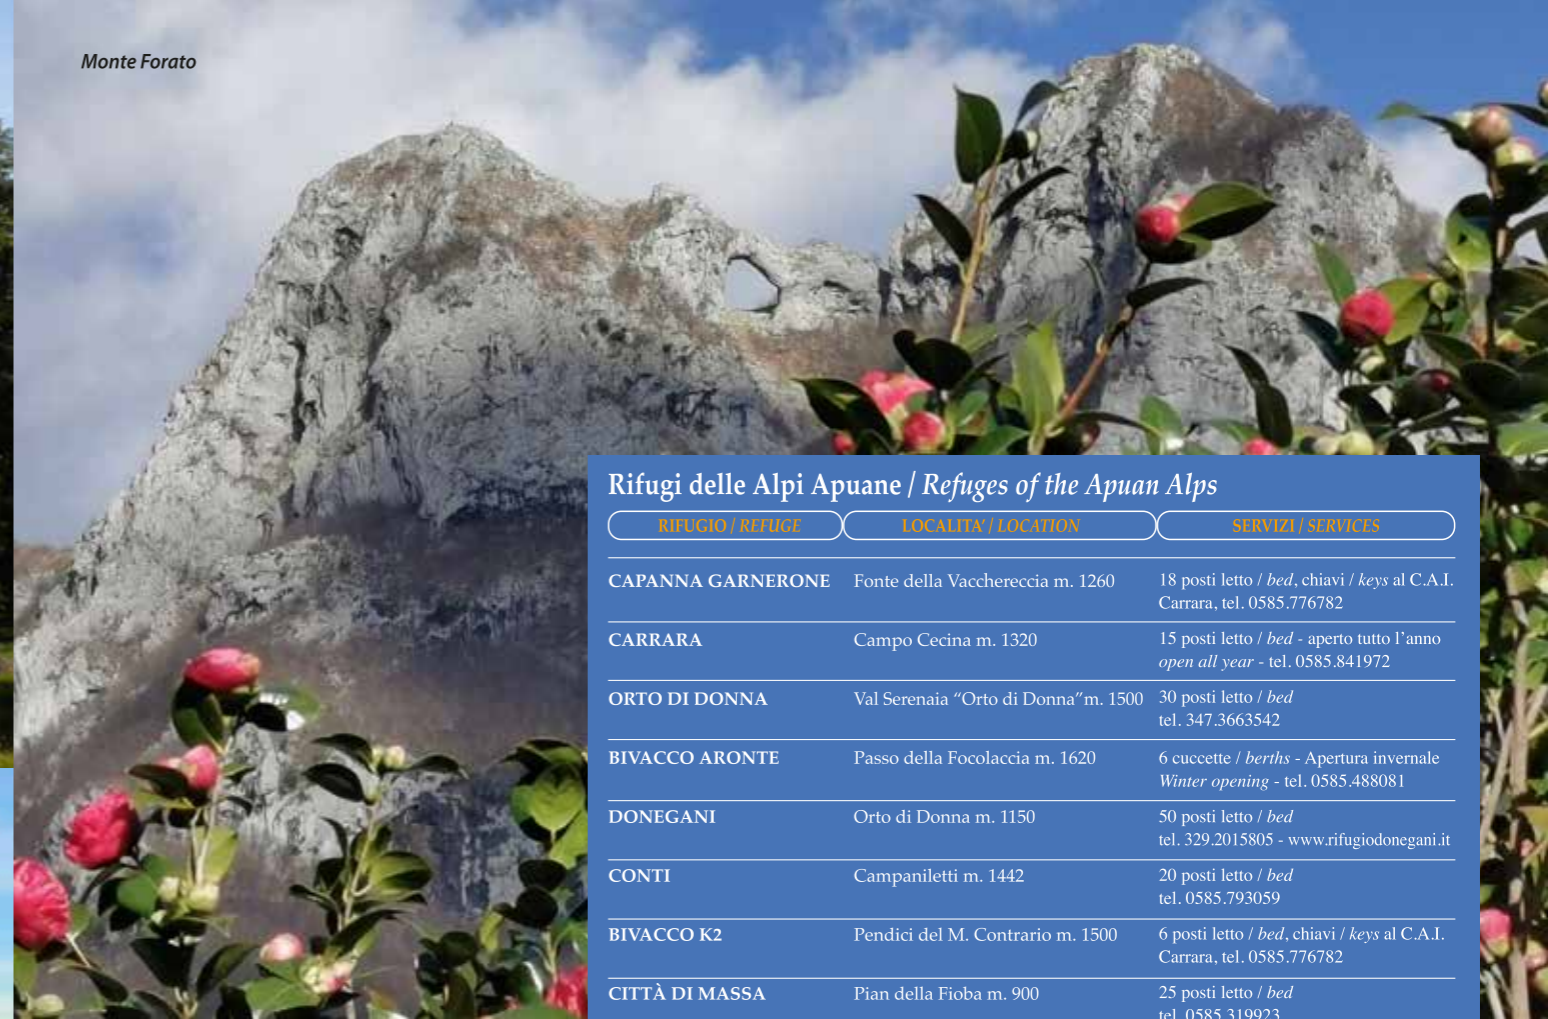 Monte Forato
Rifugi delle Alpi Apuane / Refuges of the Apuan Alps
RIFUGIO / REFUGE LOCALITA’ / LOCATION SERVIZI / SERVICES
CAPANNA GARNERONE Fonte della Vacchereccia m. 1260 18 posti letto / bed, chiavi / keys al C.A.I.
Carrara, tel. 0585.776782
CARRARA Campo Cecina m. 1320 15 posti letto / bed - aperto tutto l’anno
open all year - tel. 0585.841972
ORTO DI DONNA Val Serenaia “Orto di Donna”m. 1500 30 posti letto / bed
tel. 347.3663542
BIVACCO ARONTE Passo della Focolaccia m. 1620 6 cuccette / berths - Apertura invernale
Winter opening - tel. 0585.488081
DONEGANI Orto di Donna m. 1150 50 posti letto / bed
tel. 329.2015805 - www.rifugiodonegani.it
CONTI Campaniletti m. 1442 20 posti letto / bed
tel. 0585.793059
BIVACCO K2 Pendici del M. Contrario m. 1500 6 posti letto / bed, chiavi / keys al C.A.I.
Carrara, tel. 0585.776782
CITTÀ DI MASSA Pian della Fioba m. 900 25 posti letto / bed
tel. 0585.319923